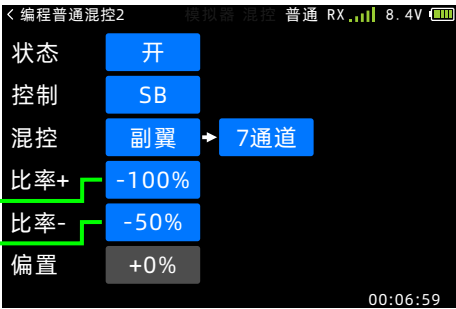 < 编程普通混控2 模拟器 混控 普通 RX 8.4V
状态 开
控制 SB
混控 副翼 → 7通道
比率+ -100%
比率- -50%
偏置 +0%
00:06:59